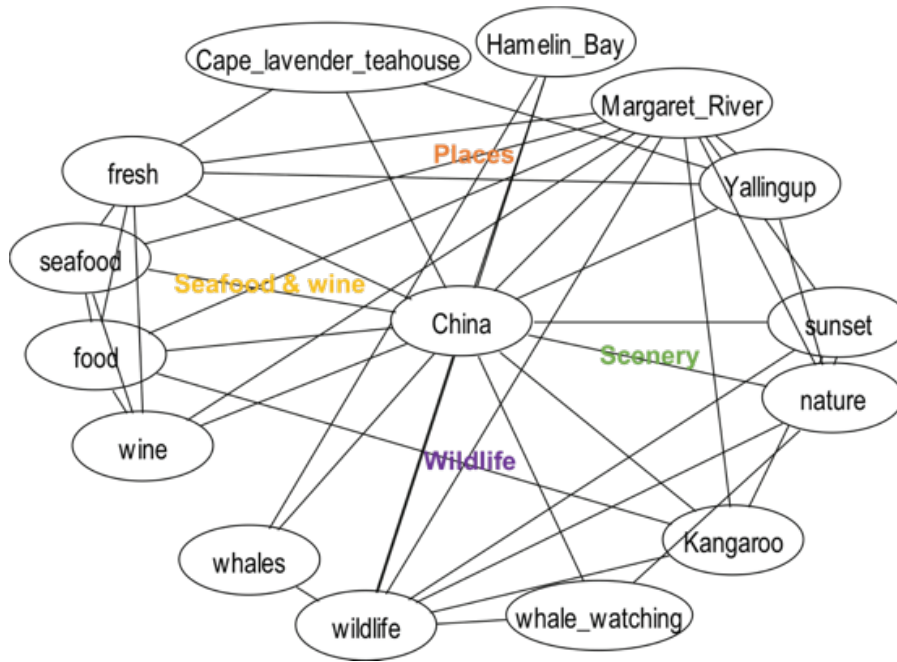 Hamelin_Bay
Cape_lavender_teahouse
Margaret_River
Places
fresh
Yallingup
seafood
Seafood & wine
China
sunset
food
Scenery
nature
wine
Wildlife
Kangaroo
whales
whale_watching
wildlife